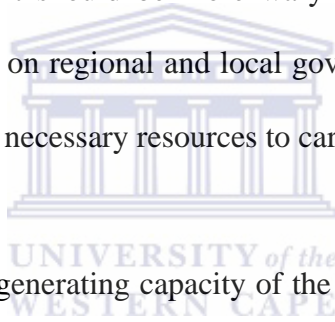 on regional and local gov
necessary resources to car
UNIVERSITY of the
generating capacity of the
WESTERN CAPE